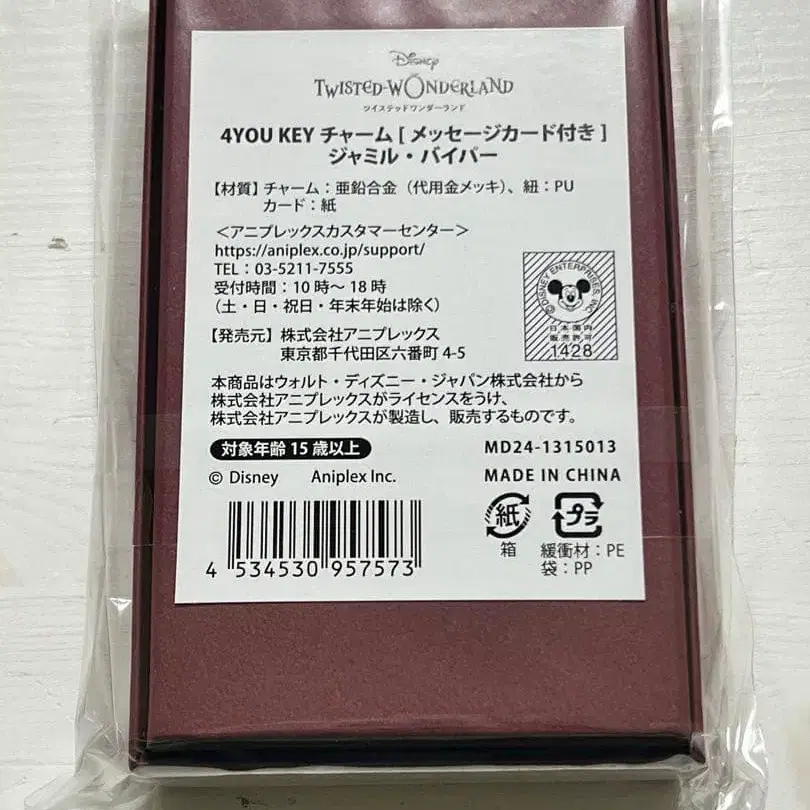 Disney
TWISTED-WONDERLAND
ツイステッドワンダーランド
4YOU KEY チャーム [ メッセージカード付き ]
ジャミル・バイパー
【材質】チャーム：亜鉛合金（代用金メッキ）、紐：PU
カード：紙
＜アニプレックスカスタマーセンター＞
https://aniplex.co.jp/support/
TEL：03-5211-7555
受付時間：10時～18時
（土・日・祝日・年末年始は除く）
© DISNEY ENTERPRISES, INC.
日本国内
販売許可
1428
【発売元】株式会社アニプレックス
東京都千代田区六番町 4-5
本商品はウォルト・ディズニー・ジャパン株式会社から
株式会社アニプレックスがライセンスをうけ、
株式会社アニプレックスが製造し、販売するものです。
対象年齢 15 歳以上
MD24-1315013
© Disney Aniplex Inc.
MADE IN CHINA
紙
プラ
箱
緩衝材：PE
袋：PP
4 534530 957573